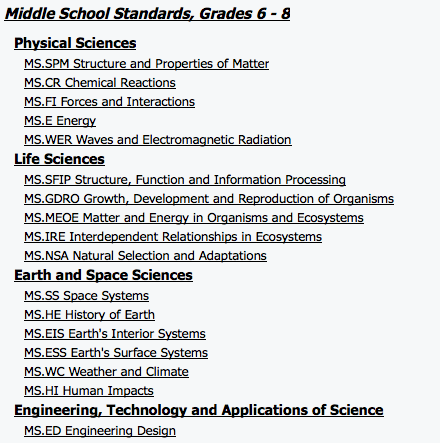 Middle School Standards, Grades 6 - 8
Physical Sciences
MS.SPM Structure and Properties of Matter
MS.CR Chemical Reactions
MS.FI Forces and Interactions
MS.E Energy
MS.WER Waves and Electromagnetic Radiation
Life Sciences
MS.SFIP Structure, Function and Information Processing
MS.GDRO Growth, Development and Reproduction of Organisms
MS.MEOE Matter and Energy in Organisms and Ecosystems
MS.IRE Interdependent Relationships in Ecosystems
MS.NSA Natural Selection and Adaptations
Earth and Space Sciences
MS.SS Space Systems
MS.HE History of Earth
MS.EIS Earth's Interior Systems
MS.ESS Earth's Surface Systems
MS.WC Weather and Climate
MS.HI Human Impacts
Engineering, Technology and Applications of Science
MS.ED Engineering Design